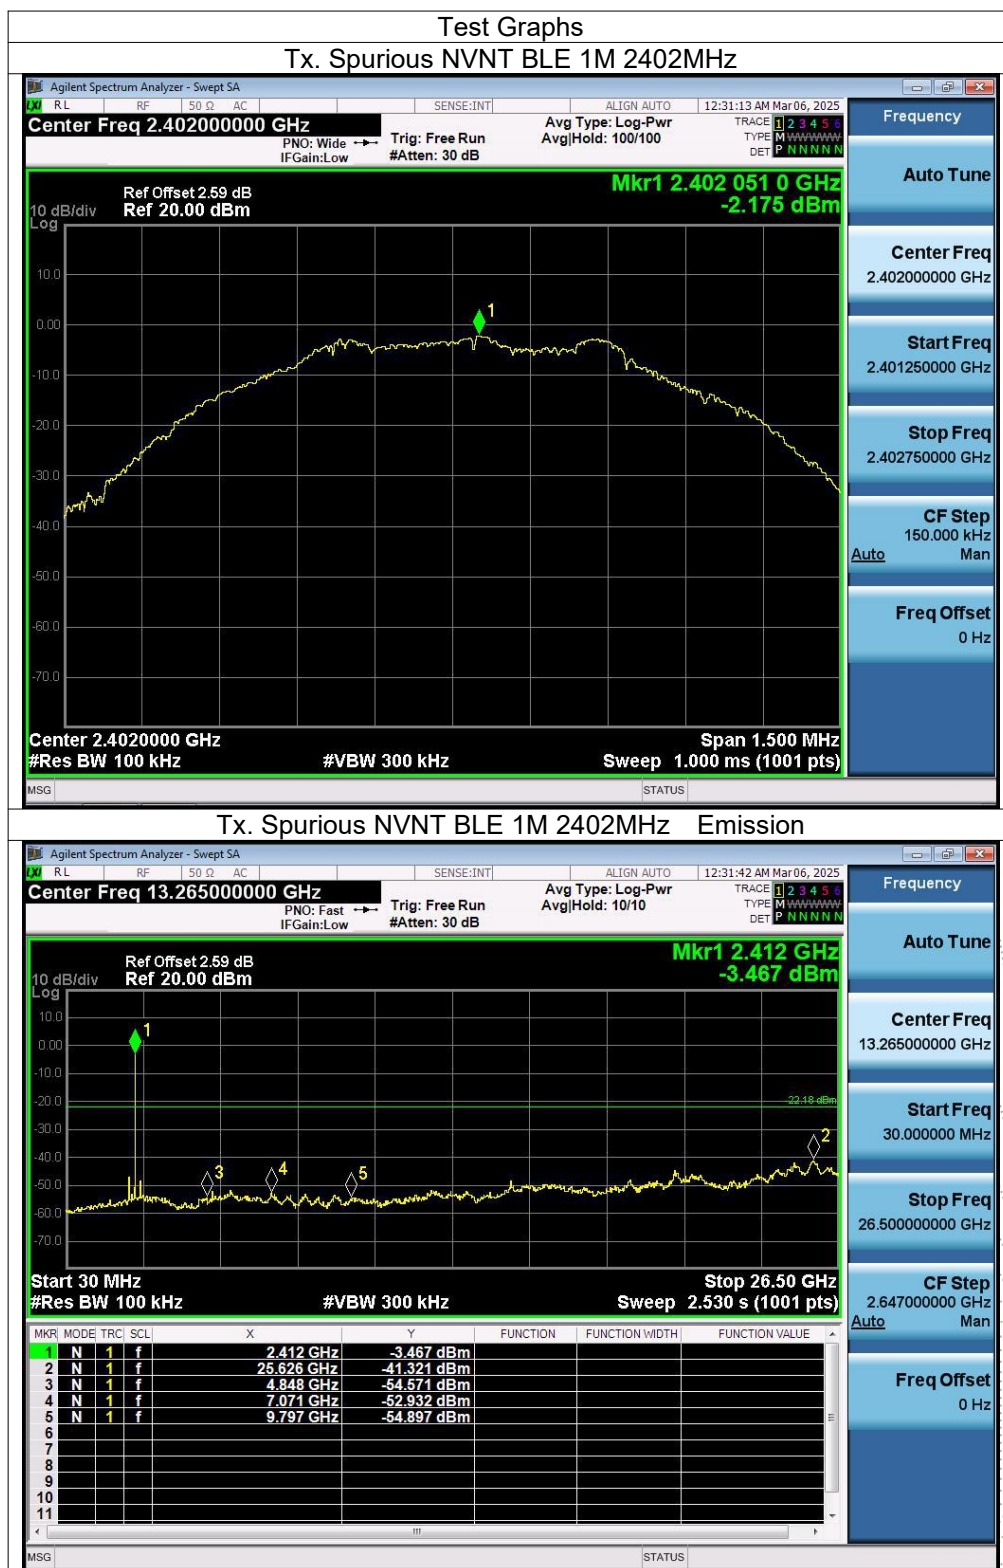 Test Graphs
Tx. Spurious NVNT BLE 1M 2402MHz
Agilent Spectrum Analyzer - Swept SA
LXI RL RF 50 Ω AC SENSE:INT ALIGN AUTO 12:31:13 AM Mar 06, 2025
Center Freq 2.402000000 GHz
PNO: Wide
IFGain:Low
Trig: Free Run
#Atten: 30 dB
Avg Type: Log-Pwr
Avg|Hold: 100/100
TRACE 1 2 3 4 5 6
TYPE M WWWWW
DET P N N N N N
Frequency
Auto Tune
Center Freq
2.402000000 GHz
Start Freq
2.401250000 GHz
Stop Freq
2.402750000 GHz
CF Step
150.000 kHz
Auto Man
Freq Offset
0 Hz
Mkr1 2.402 051 0 GHz
-2.175 dBm
Ref Offset 2.59 dB
10 dB/div Ref 20.00 dBm
Log
10.0
1
0.00
-10.0
-20.0
-30.0
-40.0
-50.0
-60.0
-70.0
Center 2.4020000 GHz Span 1.500 MHz
#Res BW 100 kHz #VBW 300 kHz Sweep 1.000 ms (1001 pts)
MSG STATUS
Tx. Spurious NVNT BLE 1M 2402MHz Emission
Agilent Spectrum Analyzer - Swept SA
LXI RL RF 50 Ω AC SENSE:INT ALIGN AUTO 12:31:42 AM Mar 06, 2025
Center Freq 13.265000000 GHz
PNO: Fast
IFGain:Low
Trig: Free Run
#Atten: 30 dB
Avg Type: Log-Pwr
Avg|Hold: 10/10
TRACE 1 2 3 4 5 6
TYPE M WWWWW
DET P N N N N N
Frequency
Auto Tune
Center Freq
13.265000000 GHz
Start Freq
30.000000 MHz
Stop Freq
26.500000000 GHz
CF Step
2.647000000 GHz
Auto Man
Freq Offset
0 Hz
Mkr1 2.412 GHz
-3.467 dBm
Ref Offset 2.59 dB
10 dB/div Ref 20.00 dBm
Log
10.0
1
0.00
-10.0
-20.0
-22.18 dBm
-30.0
2
-40.0
3 4 5
-50.0
-60.0
-70.0
Start 30 MHz Stop 26.50 GHz
#Res BW 100 kHz #VBW 300 kHz Sweep 2.530 s (1001 pts)
MKR MODE TRC SCL X Y FUNCTION FUNCTION WIDTH FUNCTION VALUE
1 N 1 f 2.412 GHz -3.467 dBm
2 N 1 f 25.626 GHz -41.321 dBm
3 N 1 f 4.848 GHz -54.571 dBm
4 N 1 f 7.071 GHz -52.932 dBm
5 N 1 f 9.797 GHz -54.897 dBm
6
7
8
9
10
11
MSG STATUS